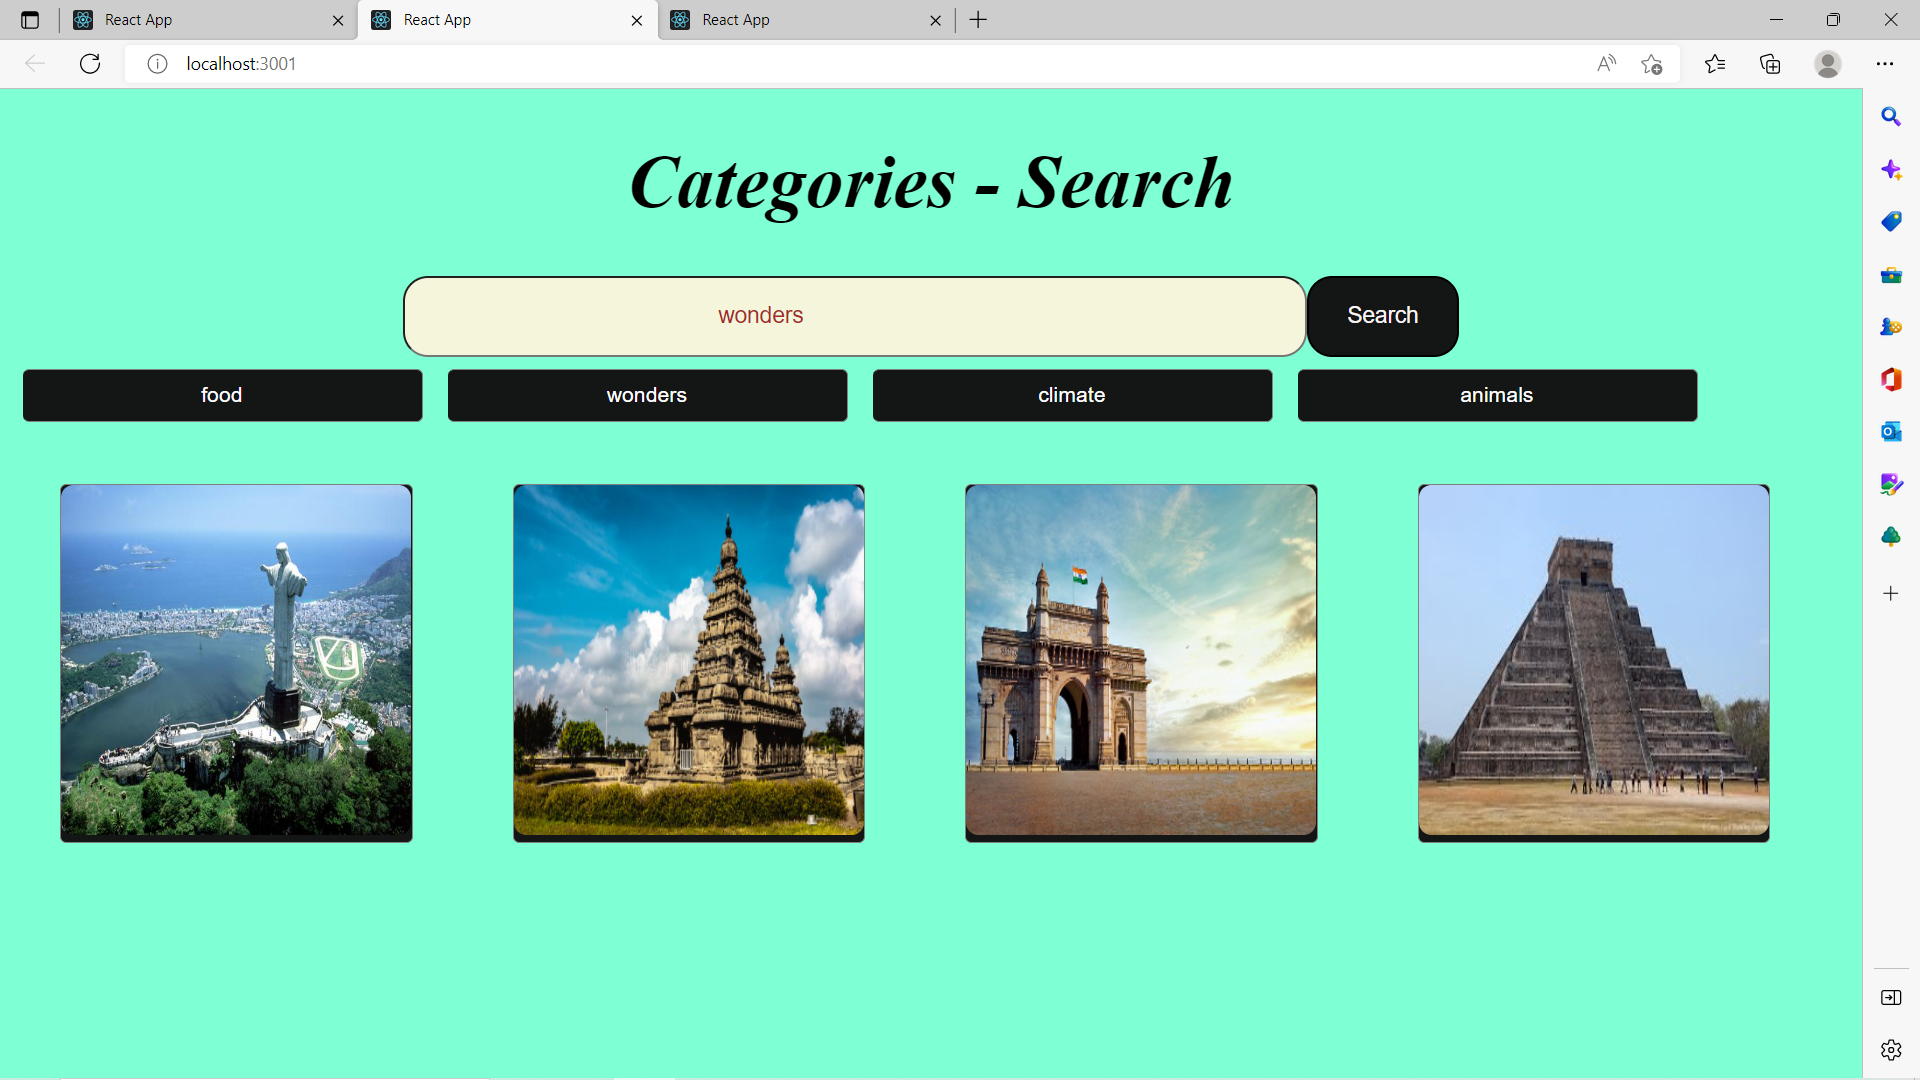 React App
React App
React App
localhost:3001
Categories - Search
wonders
Search
food
wonders
climate
animals